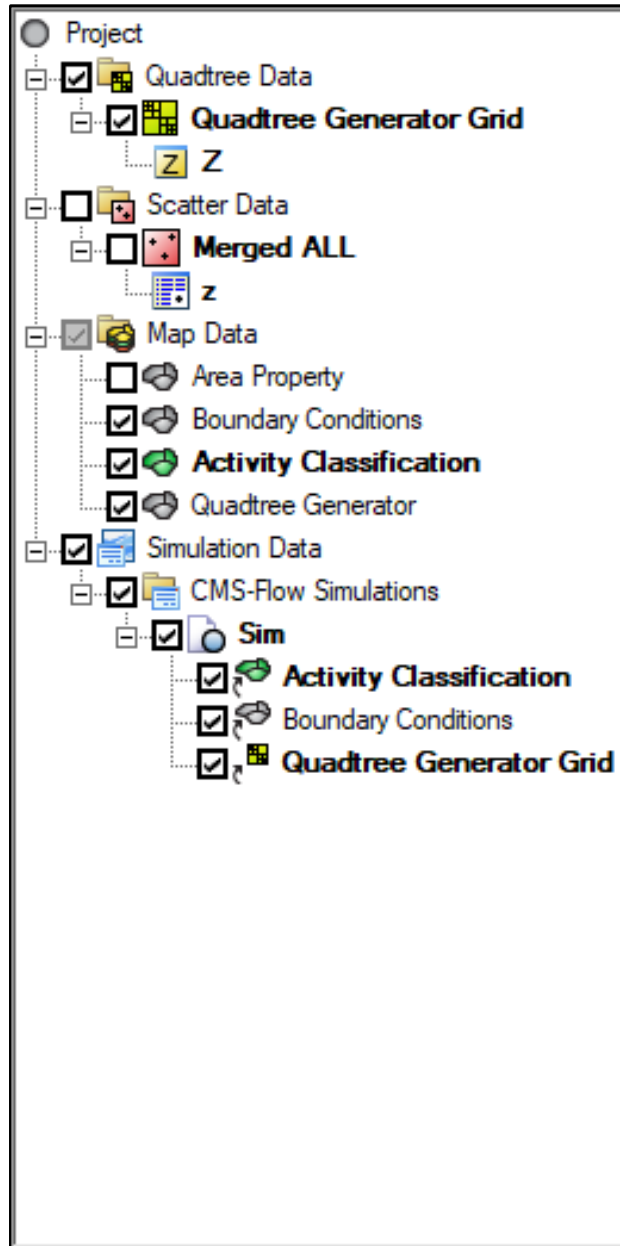 Project
Quadtree Data
Quadtree Generator Grid
Z Z
Scatter Data
Merged ALL
z
Map Data
Area Property
Boundary Conditions
Activity Classification
Quadtree Generator
Simulation Data
CMS-Flow Simulations
Sim
Activity Classification
Boundary Conditions
Quadtree Generator Grid